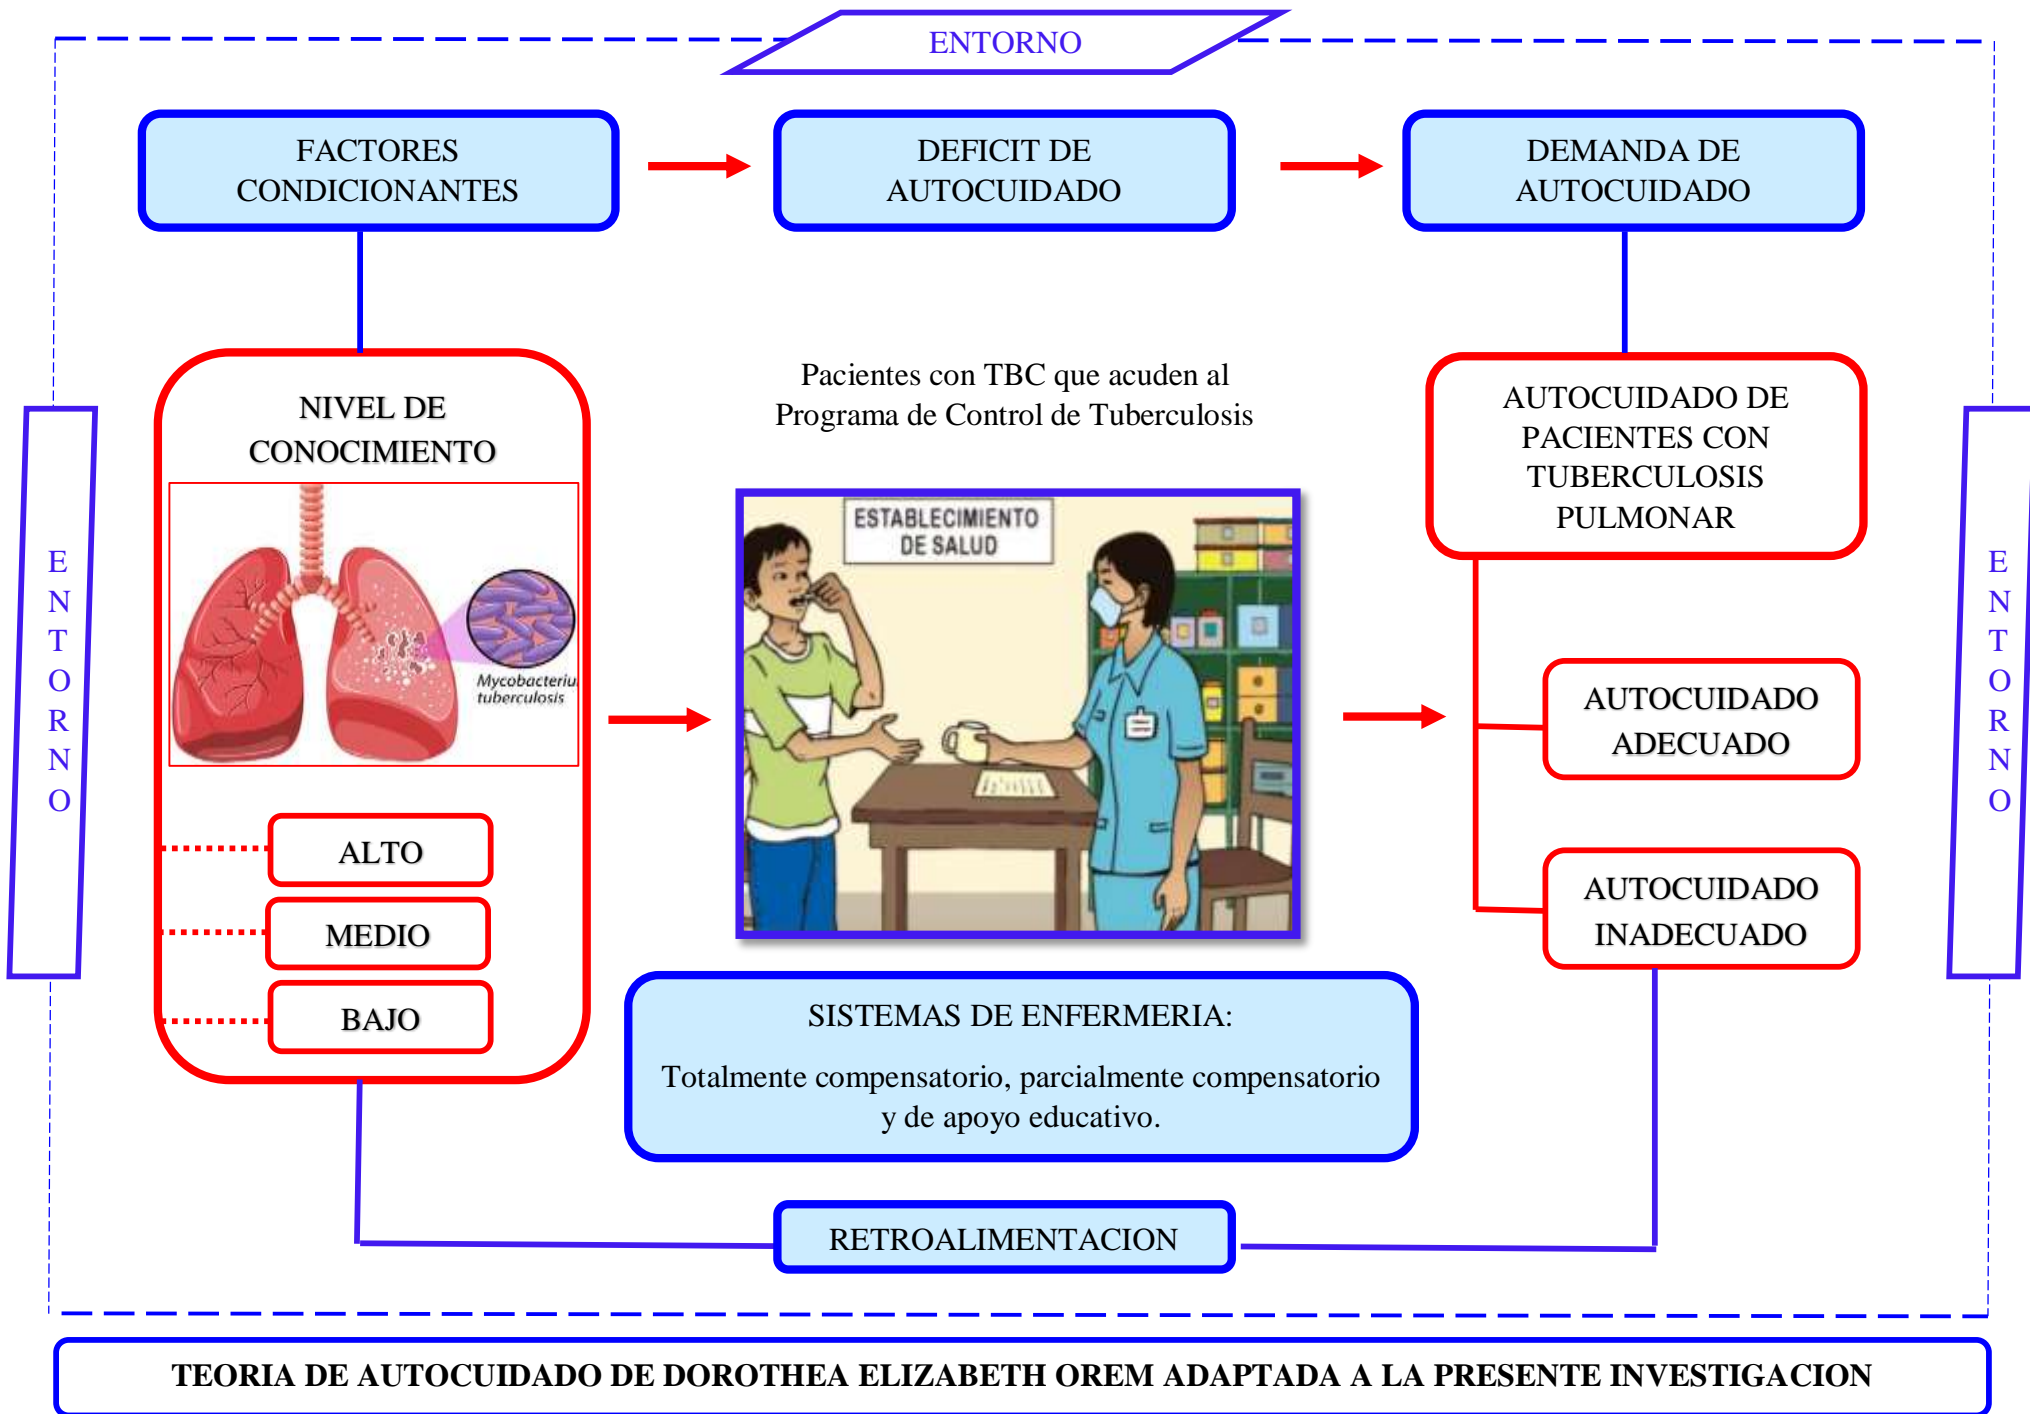 ENTORNO
FACTORES
CONDICIONANTES
DEFICIT DE
AUTOCUIDADO
DEMANDA DE
AUTOCUIDADO
NIVEL DE
CONOCIMIENTO
Mycobacteriu
tuberculosis
ALTO
MEDIO
BAJO
Pacientes con TBC que acuden al
Programa de Control de Tuberculosis
ESTABLECIMIENTO
DE SALUD
AUTOCUIDADO DE
PACIENTES CON
TUBERCULOSIS
PULMONAR
AUTOCUIDADO
ADECUADO
AUTOCUIDADO
INADECUADO
ENTORNO
ENTORNO
SISTEMAS DE ENFERMERIA:
Totalmente compensatorio, parcialmente compensatorio
y de apoyo educativo.
RETROALIMENTACION
TEORIA DE AUTOCUIDADO DE DOROTHEA ELIZABETH OREM ADAPTADA A LA PRESENTE INVESTIGACION